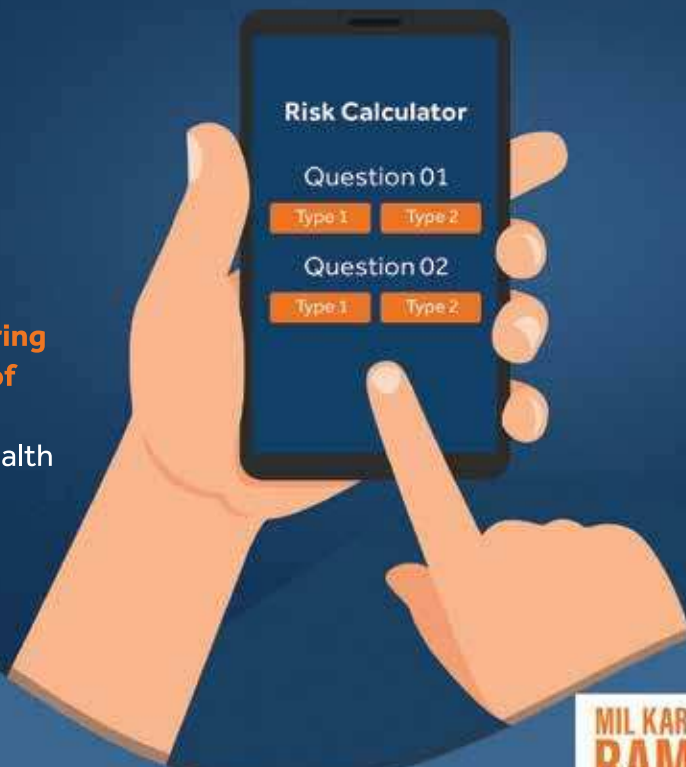 Risk Calculator
Question 01
Type 1 Type 2
Question 02
Type 1 Type 2
ring
of
alth
MIL KAR
RAM